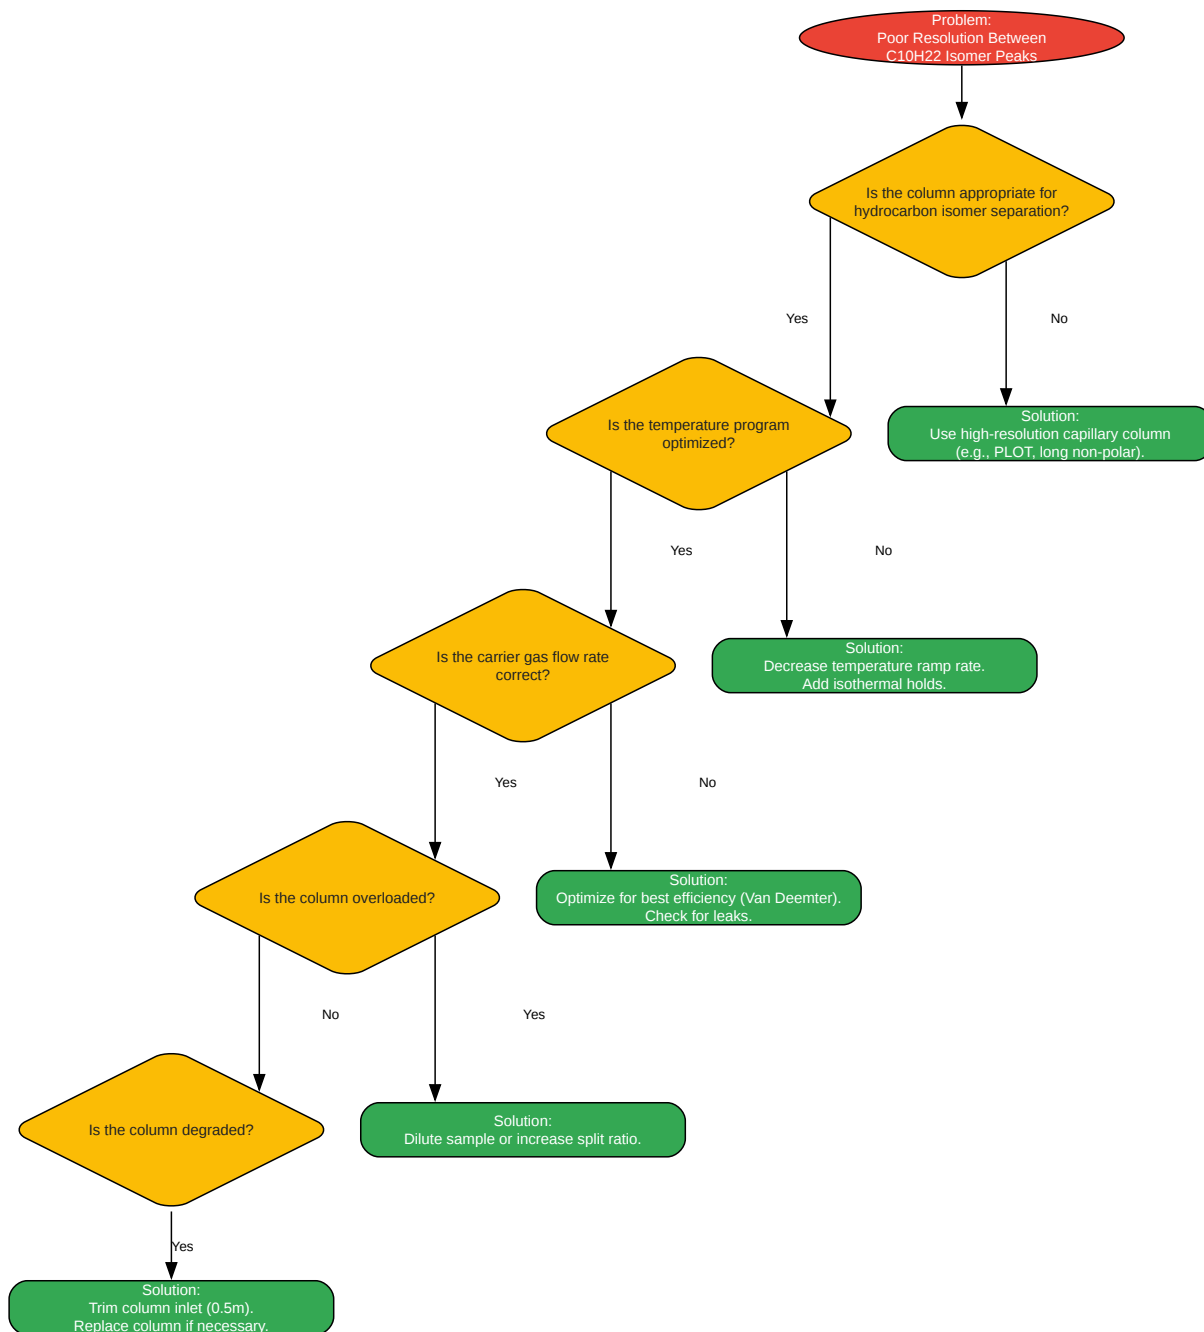 Problem:
Poor Resolution Between
C10H22 Isomer Peaks
Is the column appropriate for
hydrocarbon isomer separation?
Yes
No
Is the temperature program
optimized?
Solution:
Use high-resolution capillary column
(e.g., PLOT, long non-polar).
Yes
No
Is the carrier gas flow rate
correct?
Solution:
Decrease temperature ramp rate.
Add isothermal holds.
Yes
No
Is the column overloaded?
Solution:
Optimize for best efficiency (Van Deemter).
Check for leaks.
No
Yes
Is the column degraded?
Solution:
Dilute sample or increase split ratio.
Yes
Solution:
Trim column inlet (0.5m).
Replace column if necessary.